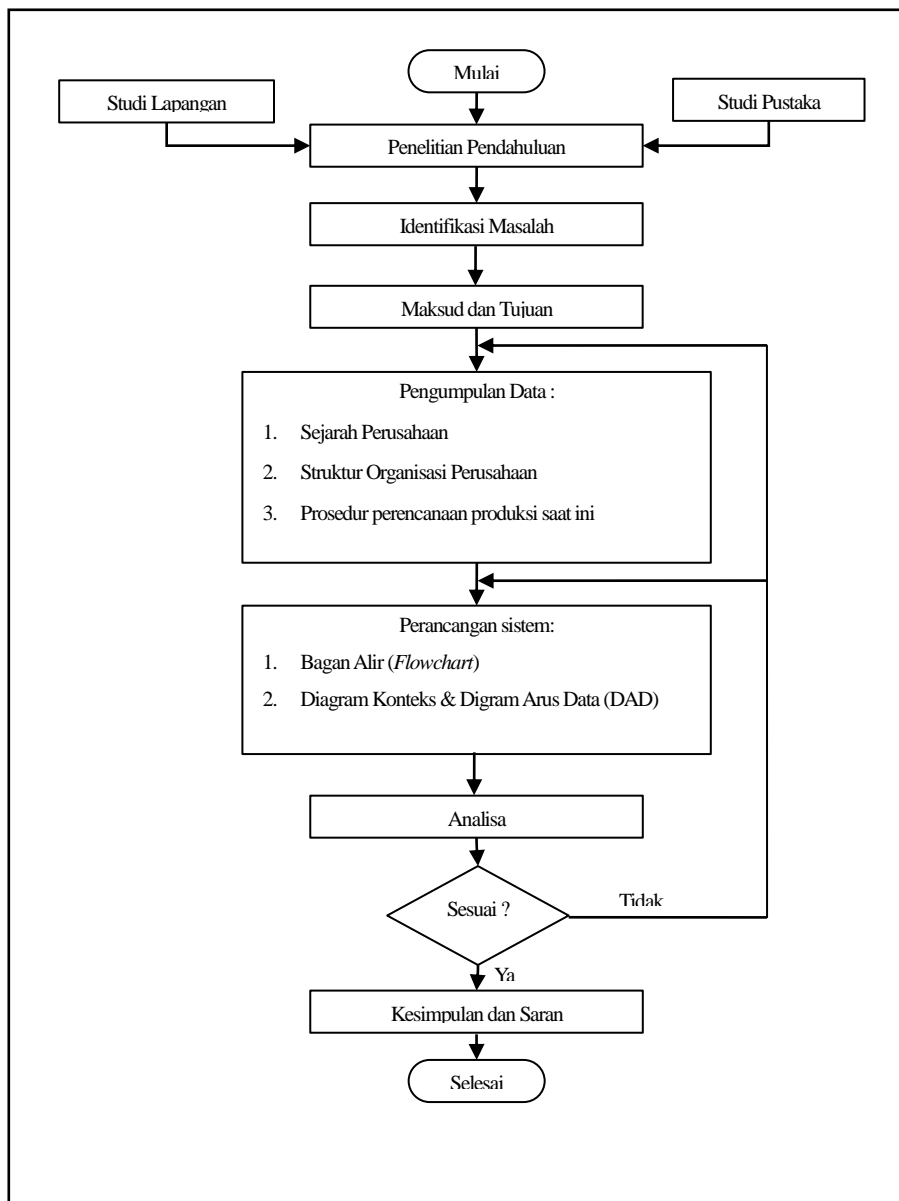 Mulai
Studi Lapangan
Studi Pustaka
Penelitian Pendahuluan
Identifikasi Masalah
Maksud dan Tujuan
Pengumpulan Data :
1. Sejarah Perusahaan
2. Struktur Organisasi Perusahaan
3. Prosedur perencanaan produksi saat ini
Perancangan sistem:
1. Bagan Alir (Flowchart)
2. Diagram Konteks & Digram Arus Data (DAD)
Analisa
Sesuai ?
Tidak
Ya
Kesimpulan dan Saran
Selesai